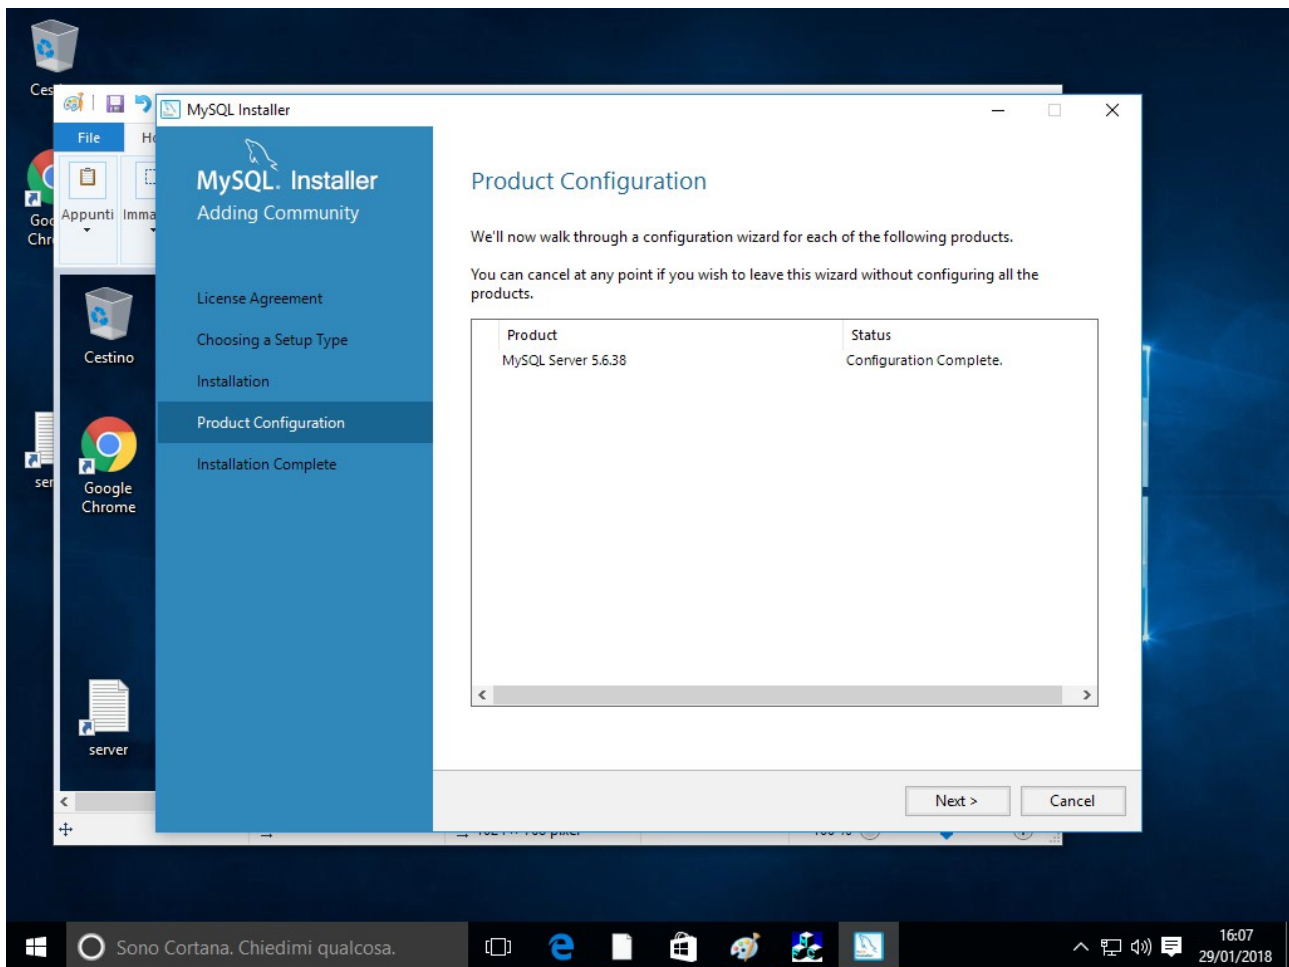 Ces
MySQL Installer
File
Ho
MySQL. Installer
Adding Community
Product Configuration
Goo
Chr
Appunti
Imma
We'll now walk through a configuration wizard for each of the following products.
You can cancel at any point if you wish to leave this wizard without configuring all the
products.
License Agreement
Choosing a Setup Type
Installation
Product Configuration
Installation Complete
Product
Status
MySQL Server 5.6.38
Configuration Complete.
Cestino
ser
Google
Chrome
server
Next >
Cancel
Sono Cortana. Chiedimi qualcosa.
16:07
29/01/2018